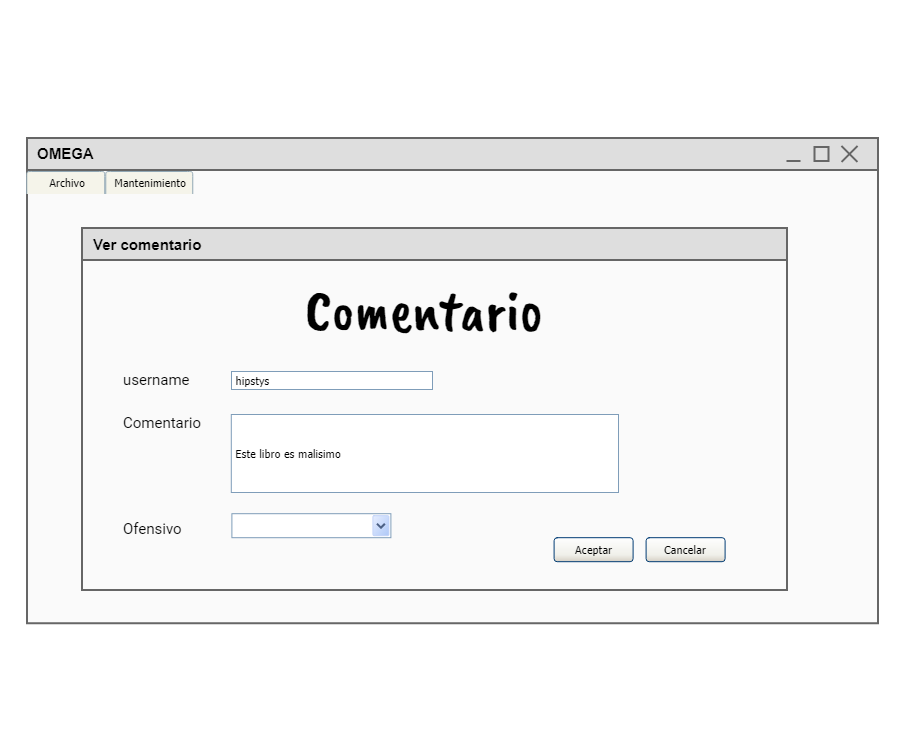 OMEGA
Archivo Mantenimiento
Ver comentario
Comentario
username hipstys
Comentario
Este libro es malisimo
Ofensivo
Aceptar Cancelar